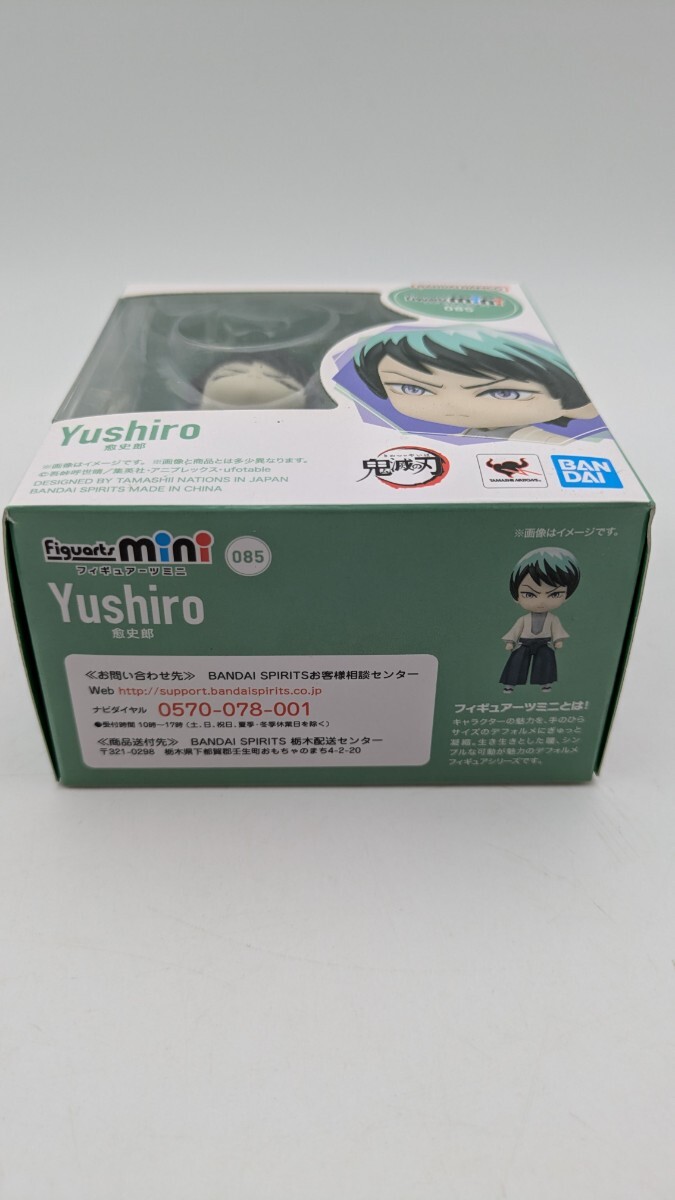 Figuarts mini
085
Yushiro
愈史郎
※画像はイメージです。 ※画像と商品とは多少異なります。
©吾峠呼世晴／集英社・アニプレックス・ufotable
DESIGNED BY TAMASHII NATIONS IN JAPAN
BANDAI SPIRITS MADE IN CHINA
鬼滅の刃
TAMASHII NATIONS
BANDAI
Figuarts mini
フィギュアーツミニ
085
Yushiro
愈史郎
≪お問い合わせ先≫ BANDAI SPIRITSお客様相談センター
Web http://support.bandaispirits.co.jp
ナビダイヤル 0570-078-001
●受付時間 10時〜17時(土、日、祝日、夏季・冬季休業日を除く)
≪商品送付先≫ BANDAI SPIRITS 栃木配送センター
〒321-0298 栃木県下都賀郡壬生町おもちゃのまち4-2-20
※画像はイメージです。
フィギュアーツミニとは!
キャラクターの魅力を、手のひら
サイズのデフォルメにぎゅっと
凝縮。生き生きとした瞳、シン
プルな可動が魅力のデフォルメ
フィギュアシリーズです。